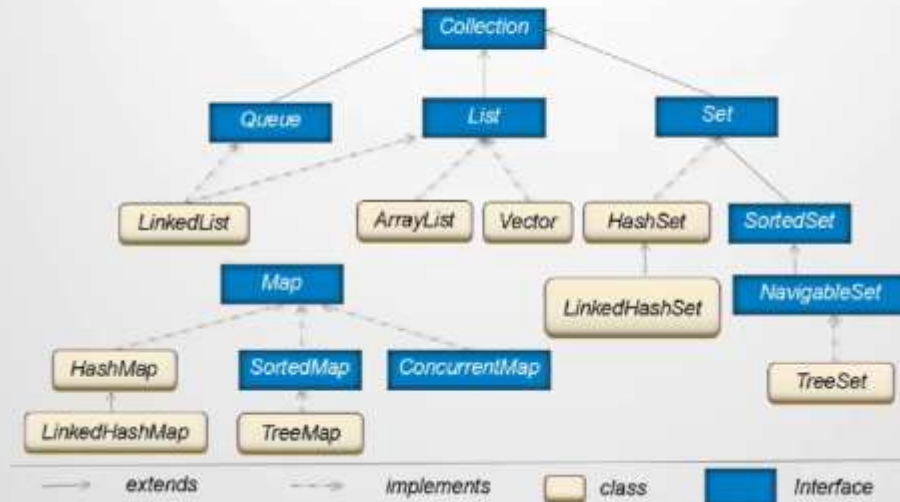 Collection
Queue
List
Set
LinkedList
ArrayList
Vector
HashSet
SortedSet
Map
LinkedHashSet
NavigableSet
HashMap
SortedMap
ConcurrentMap
TreeSet
LinkedHashMap
TreeMap
extends
implements
class
Interface